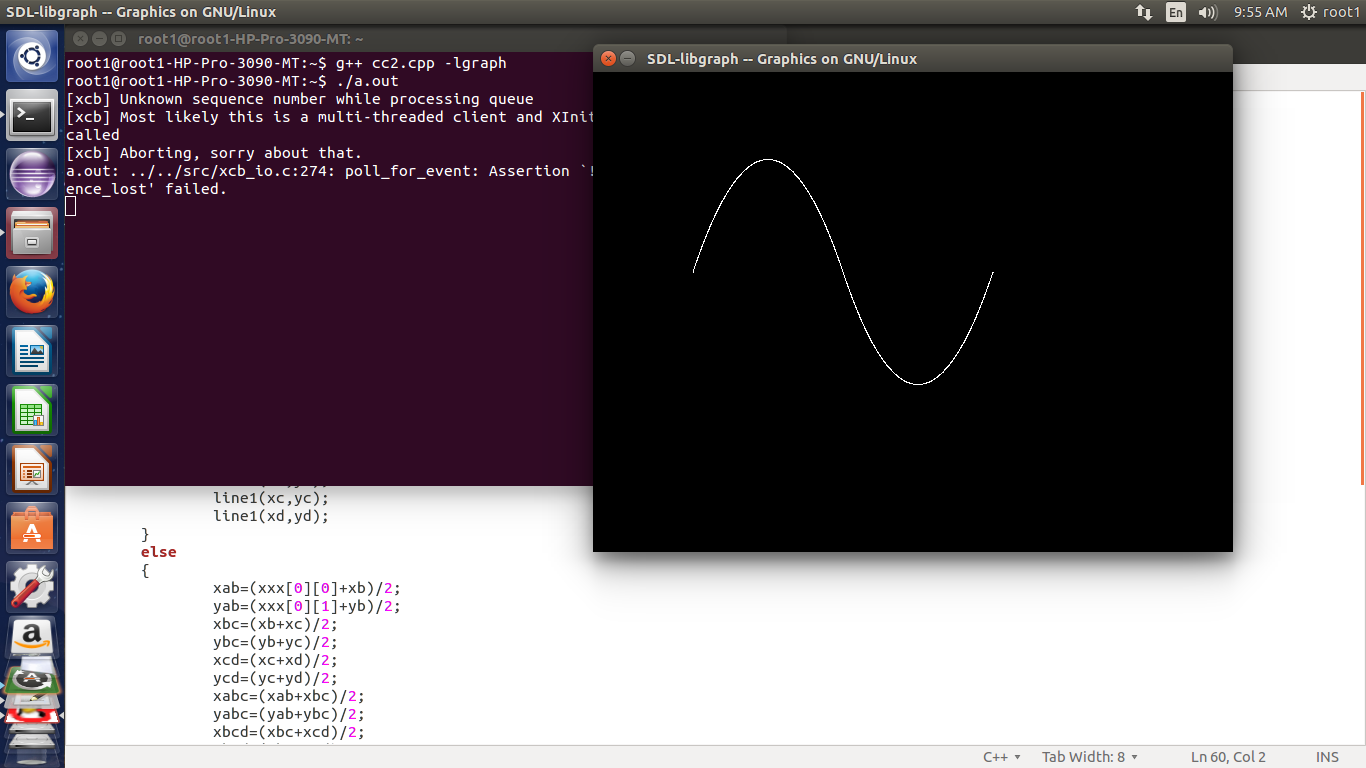 SDL-libgraph -- Graphics on GNU/Linux
En
9:55 AM
root1
root1@root1-HP-Pro-3090-MT: ~
root1@root1-HP-Pro-3090-MT:~$ g++ cc2.cpp -lgraph
root1@root1-HP-Pro-3090-MT:~$ ./a.out
[xcb] Unknown sequence number while processing queue
[xcb] Most likely this is a multi-threaded client and XInit
called
[xcb] Aborting, sorry about that.
a.out: ../../src/xcb_io.c:274: poll_for_event: Assertion `!
ence_lost' failed.
SDL-libgraph -- Graphics on GNU/Linux
line1(xc,yc);
line1(xd,yd);
}
else
{
xab=(xxx[0][0]+xb)/2;
yab=(xxx[0][1]+yb)/2;
xbc=(xb+xc)/2;
ybc=(yb+yc)/2;
xcd=(xc+xd)/2;
ycd=(yc+yd)/2;
xabc=(xab+xbc)/2;
yabc=(yab+ybc)/2;
xbcd=(xbc+xcd)/2;
C++
Tab Width: 8
Ln 60, Col 2
INS